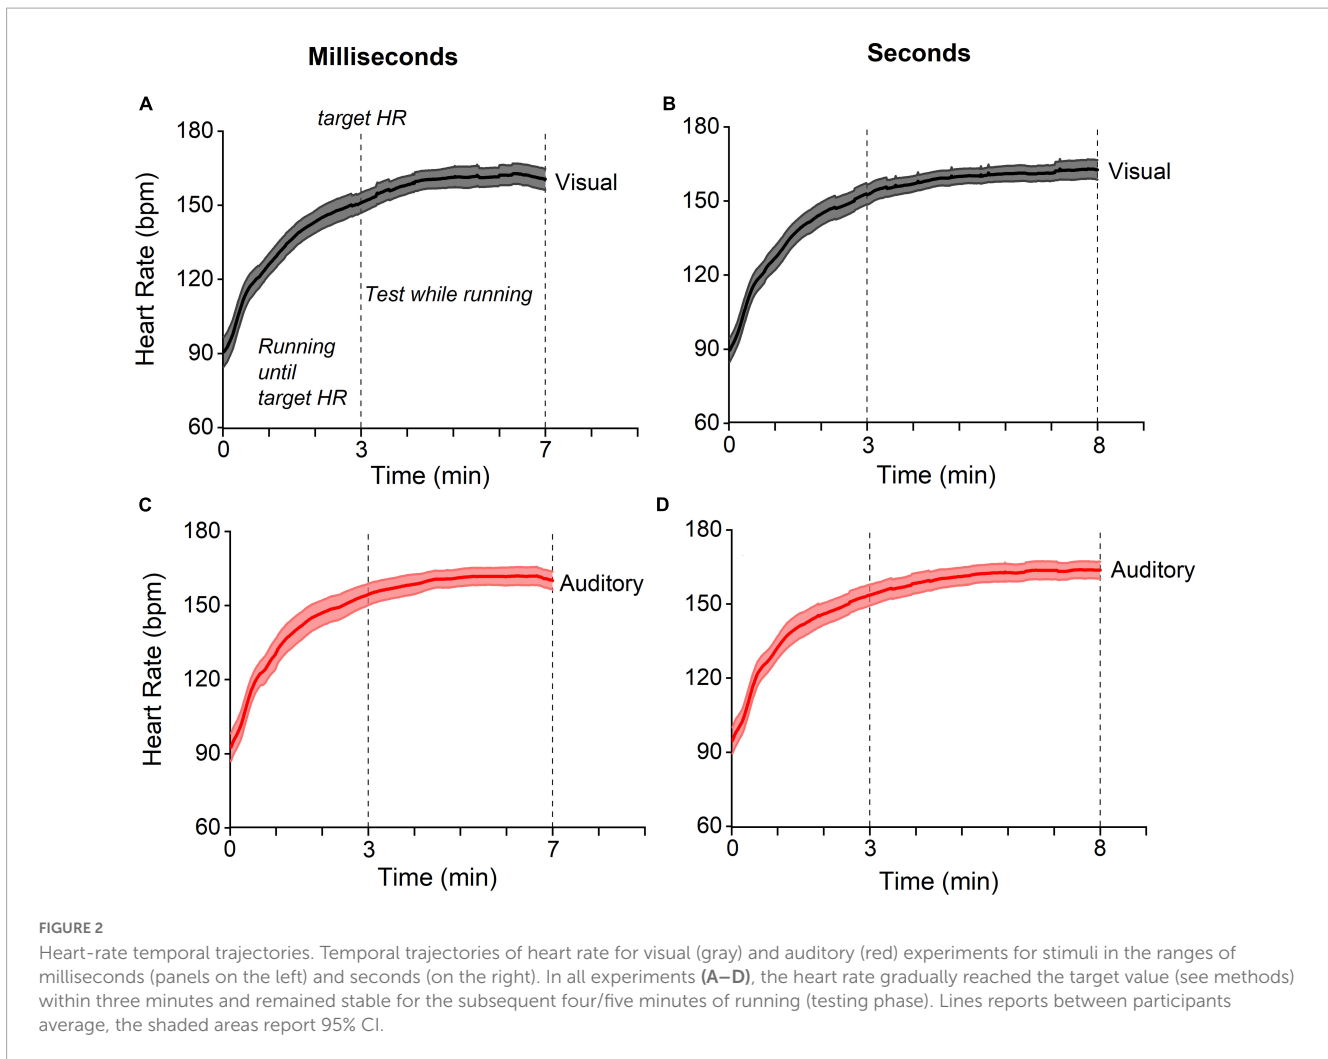 Milliseconds
Seconds
A
target HR
180
150
120
90
60
Heart Rate (bpm)
Visual
Test while running
Running
until
target HR
0
3
7
Time (min)
B
180
150
120
90
60
Visual
0
3
8
Time (min)
C
180
150
120
90
60
Heart Rate (bpm)
Auditory
0
3
7
Time (min)
D
180
150
120
90
60
Auditory
0
3
8
Time (min)
FIGURE 2
Heart-rate temporal trajectories. Temporal trajectories of heart rate for visual (gray) and auditory (red) experiments for stimuli in the ranges of
milliseconds (panels on the left) and seconds (on the right). In all experiments (A–D), the heart rate gradually reached the target value (see methods)
within three minutes and remained stable for the subsequent four/five minutes of running (testing phase). Lines reports between participants
average, the shaded areas report 95% CI.